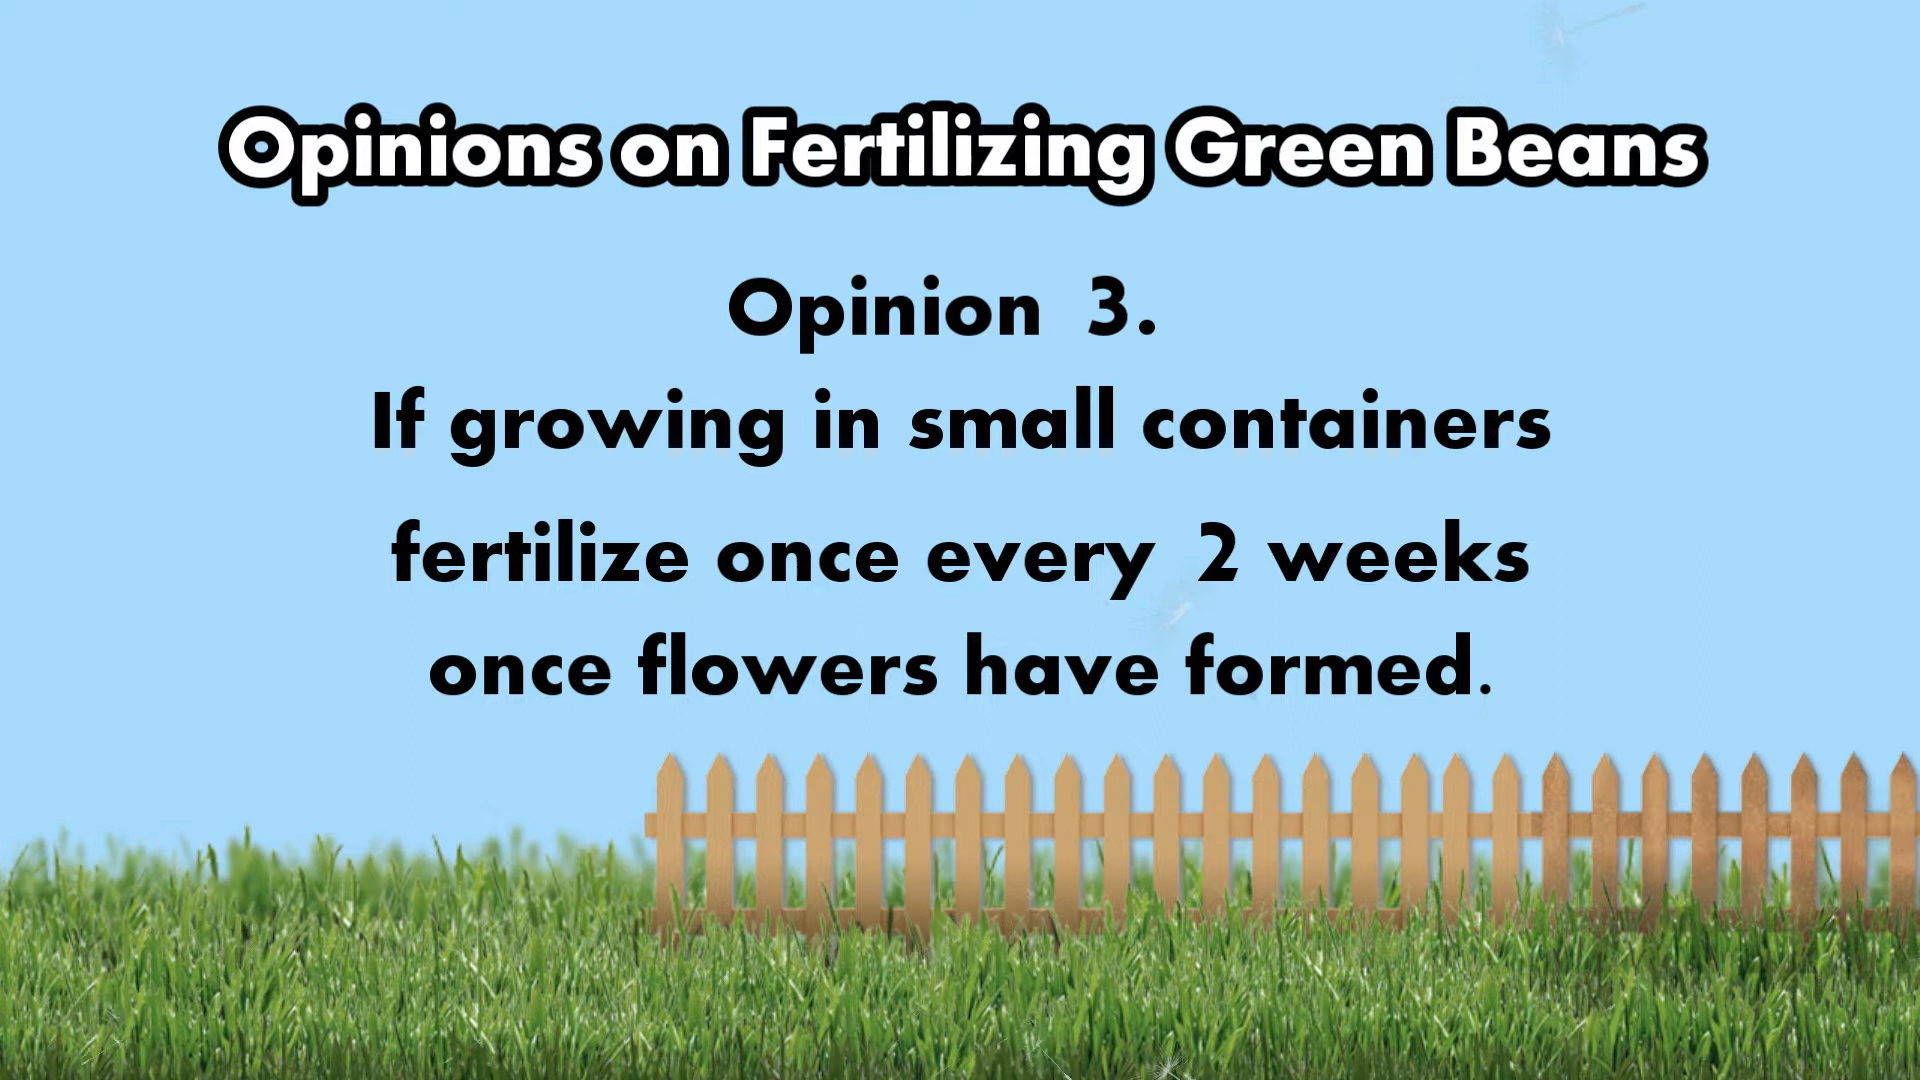 Opinions on Fertilizing Green Beans
Opinion 3.
If growing in small containers
fertilize once every 2 weeks
once flowers have formed.